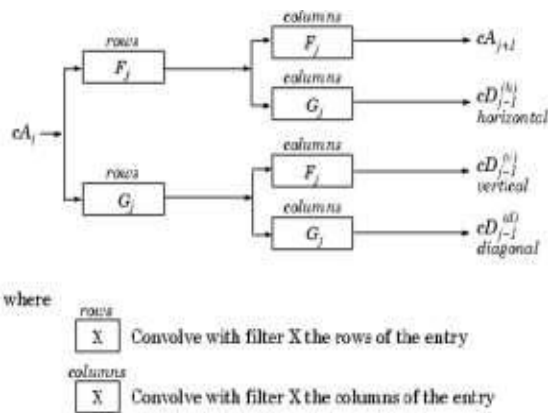 columns
rows
F_j
cA_{j+1}
F_j
columns
G_j
cD_{j-1}^{(h)}
horizontal
cA_j
columns
rows
F_j
cD_{j-1}^{(v)}
vertical
G_j
columns
G_j
cD_{j-1}^{(d)}
diagonal
where
rows
X Convolve with filter X the rows of the entry
columns
X Convolve with filter X the columns of the entry